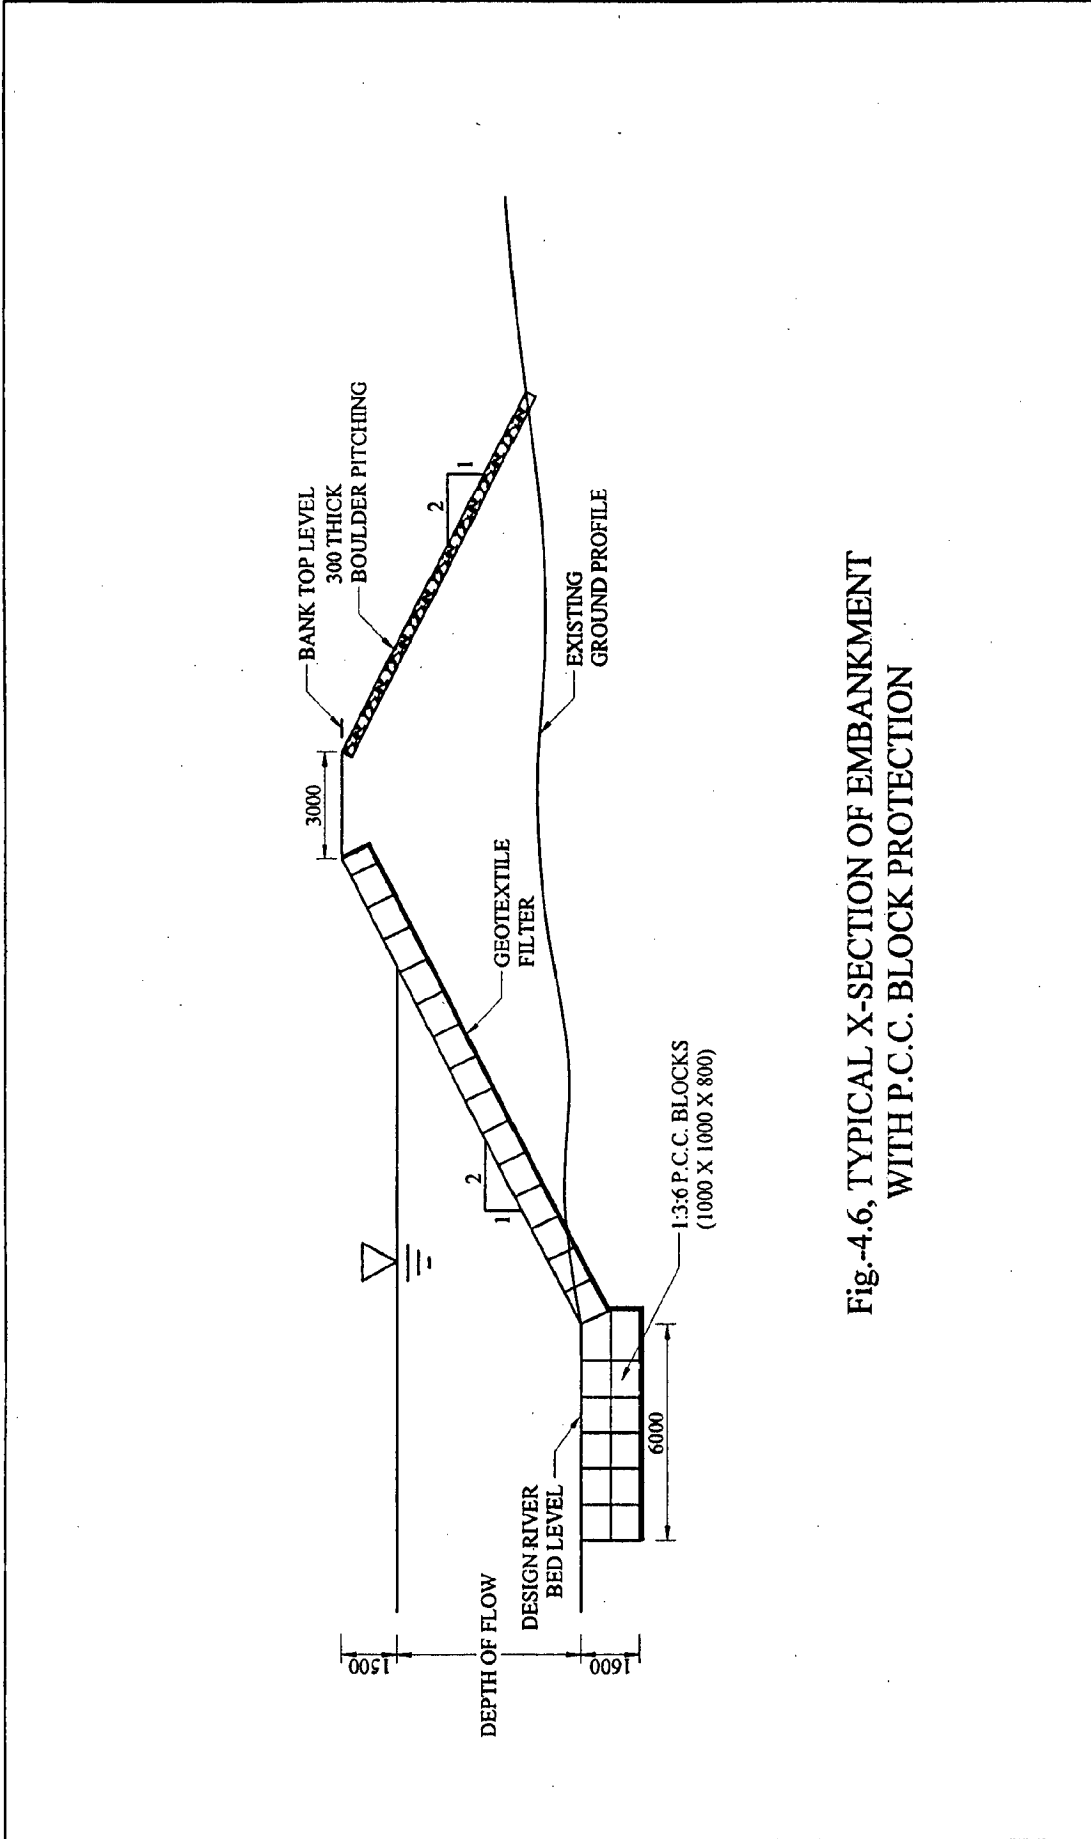 BANK TOP LEVEL
300 THICK
BOULDER PITCHING
3000
2
1
GEOTEXTILE
FILTER
EXISTING
GROUND PROFILE
2
1
1500
DEPTH OF FLOW
DESIGN RIVER
BED LEVEL
1600
6000
1:3:6 P.C.C. BLOCKS
(1000 X 1000 X 800)
Fig.-4.6, TYPICAL X-SECTION OF EMBANKMENT
WITH P.C.C. BLOCK PROTECTION